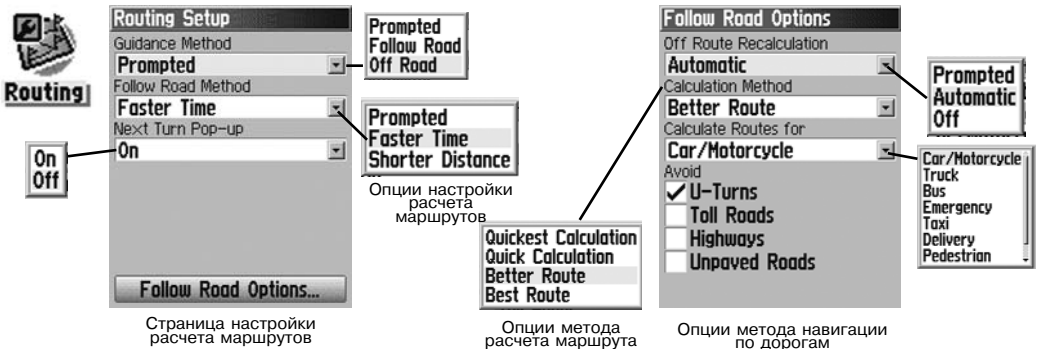 Routing
Routing Setup
Guidance Method
Prompted
Follow Road Method
Faster Time
Next Turn Pop-up
On
Follow Road Options...
On
Off
Prompted
Follow Road
Off Road
Prompted
Faster Time
Shorter Distance
Опции настройки
расчета
маршрутов
Страница настройки
расчета маршрутов
Quickest Calculation
Quick Calculation
Better Route
Best Route
Опции метода
расчета маршрута
Follow Road Options
Off Route Recalculation
Automatic
Calculation Method
Better Route
Calculate Routes for
Car/Motorcycle
Avoid
U-Turns
Toll Roads
Highways
Unpaved Roads
Опции метода навигации
по дорогам
Prompted
Automatic
Off
Car/Motorcycle
Truck
Bus
Emergency
Taxi
Delivery
Pedestrian